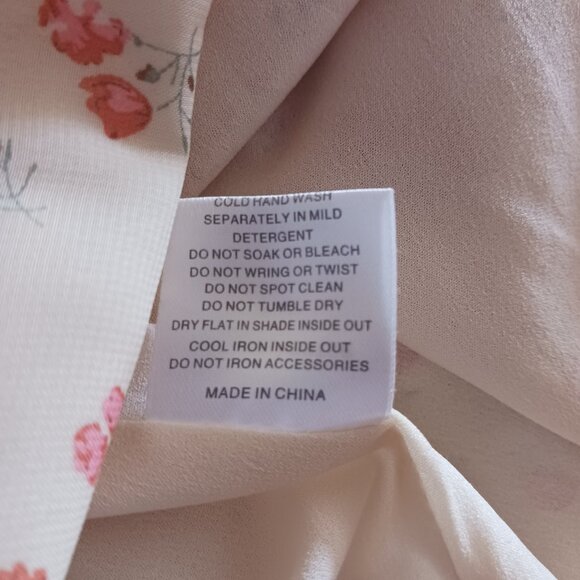 COLD HAND WASH
SEPARATELY IN MILD
DETERGENT
DO NOT SOAK OR BLEACH
DO NOT WRING OR TWIST
DO NOT SPOT CLEAN
DO NOT TUMBLE DRY
DRY FLAT IN SHADE INSIDE OUT
COOL IRON INSIDE OUT
DO NOT IRON ACCESSORIES
MADE IN CHINA